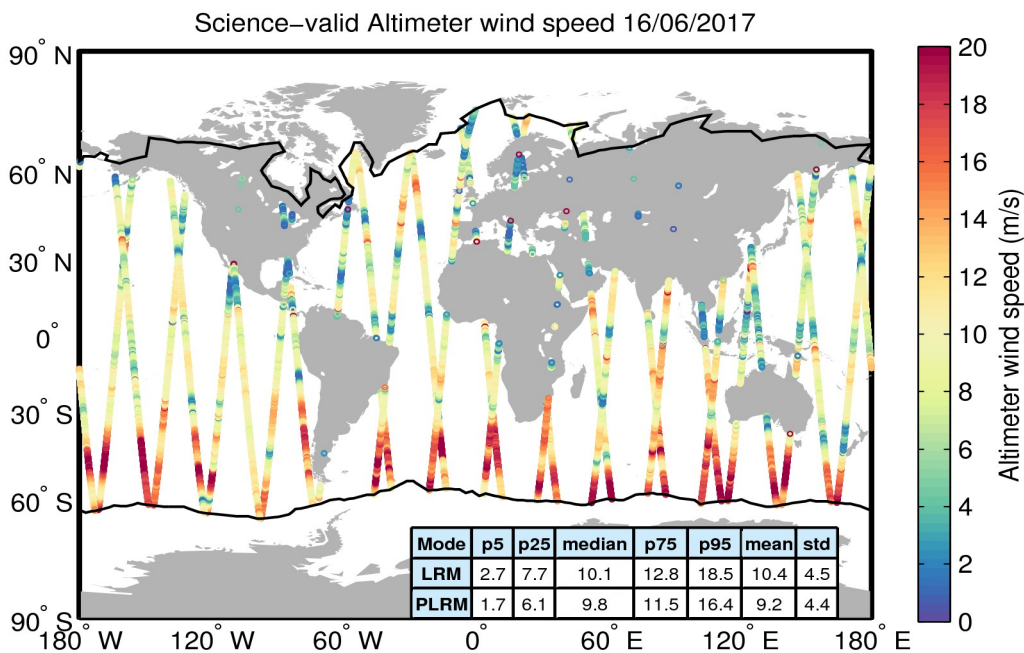 Science−valid Altimeter wind speed 16/06/2017
90° N
60° N
30° N
0°
30° S
60° S
90° S
180° W
120° W
60° W
0°
60° E
120° E
180° E
Mode p5 p25 median p75 p95 mean std
LRM 2.7 7.7 10.1 12.8 18.5 10.4 4.5
PLRM 1.7 6.1 9.8 11.5 16.4 9.2 4.4
20
18
16
14
12
10
8
6
4
2
0
Altimeter wind speed (m/s)